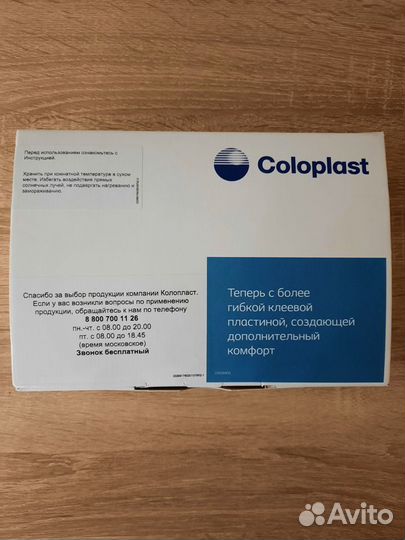 Перед использованием ознакомьтесь с
Инструкцией.
Хранить при комнатной температуре в сухом
месте. Избегать воздействия прямых
солнечных лучей, не подвергать нагреванию и
замораживанию.
Coloplast
Спасибо за выбор продукции компании Колопласт.
Если у вас возникли вопросы по применению
продукции, обращайтесь к нам по телефону
8 800 700 11 26
пн.-чт. с 08.00 до 20.00
пт. с 08.00 до 18.45
(время московское)
Звонок бесплатный
Теперь с более
гибкой клеевой
пластиной, создающей
дополнительный
комфорт
Avito